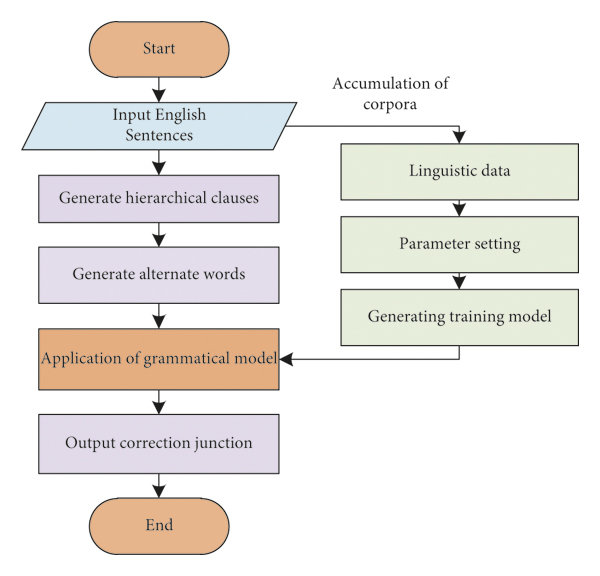 Start
Accumulation of
corpora
Input English
Sentences
Linguistic data
Generate hierarchical clauses
Parameter setting
Generate alternate words
Generating training model
Application of grammatical model
Output correction junction
End